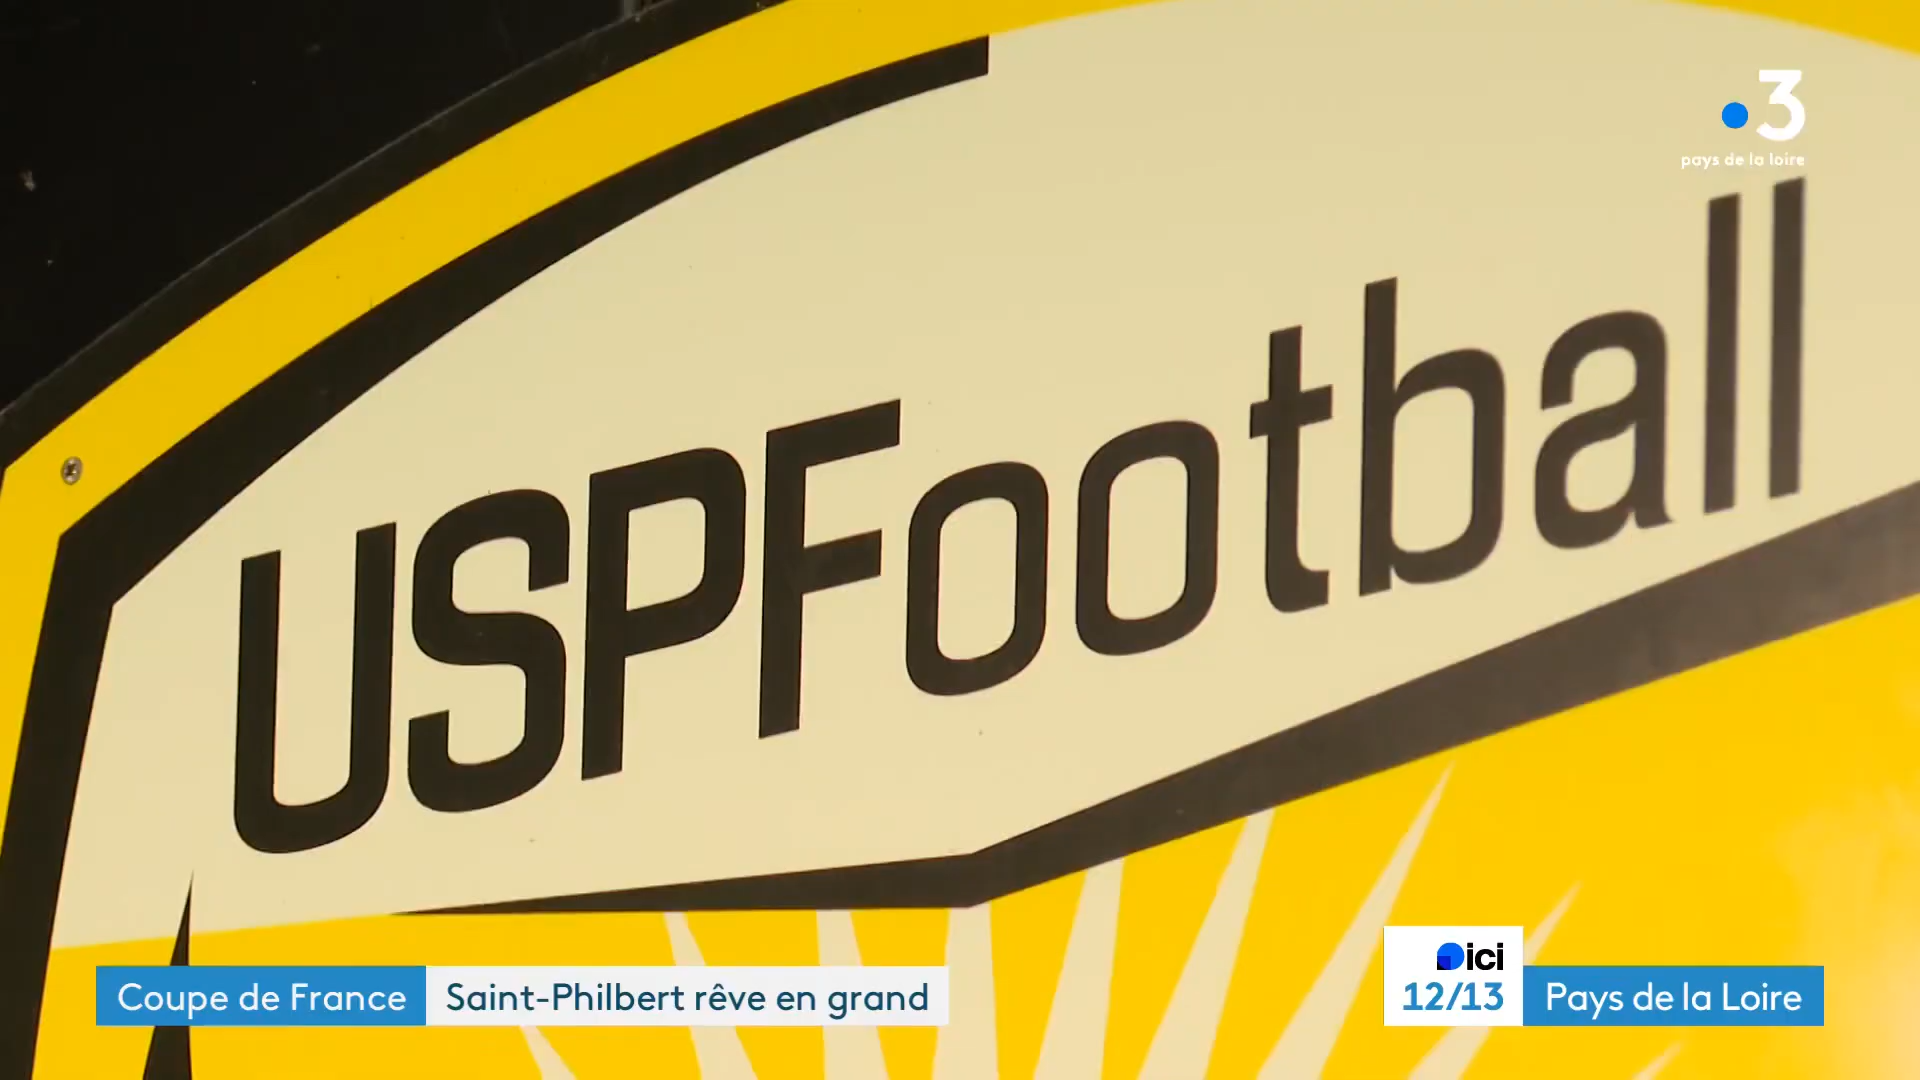 3
pays de la loire
USPFootball
Coupe de France
Saint-Philbert rêve en grand
ici
12/13
Pays de la Loire